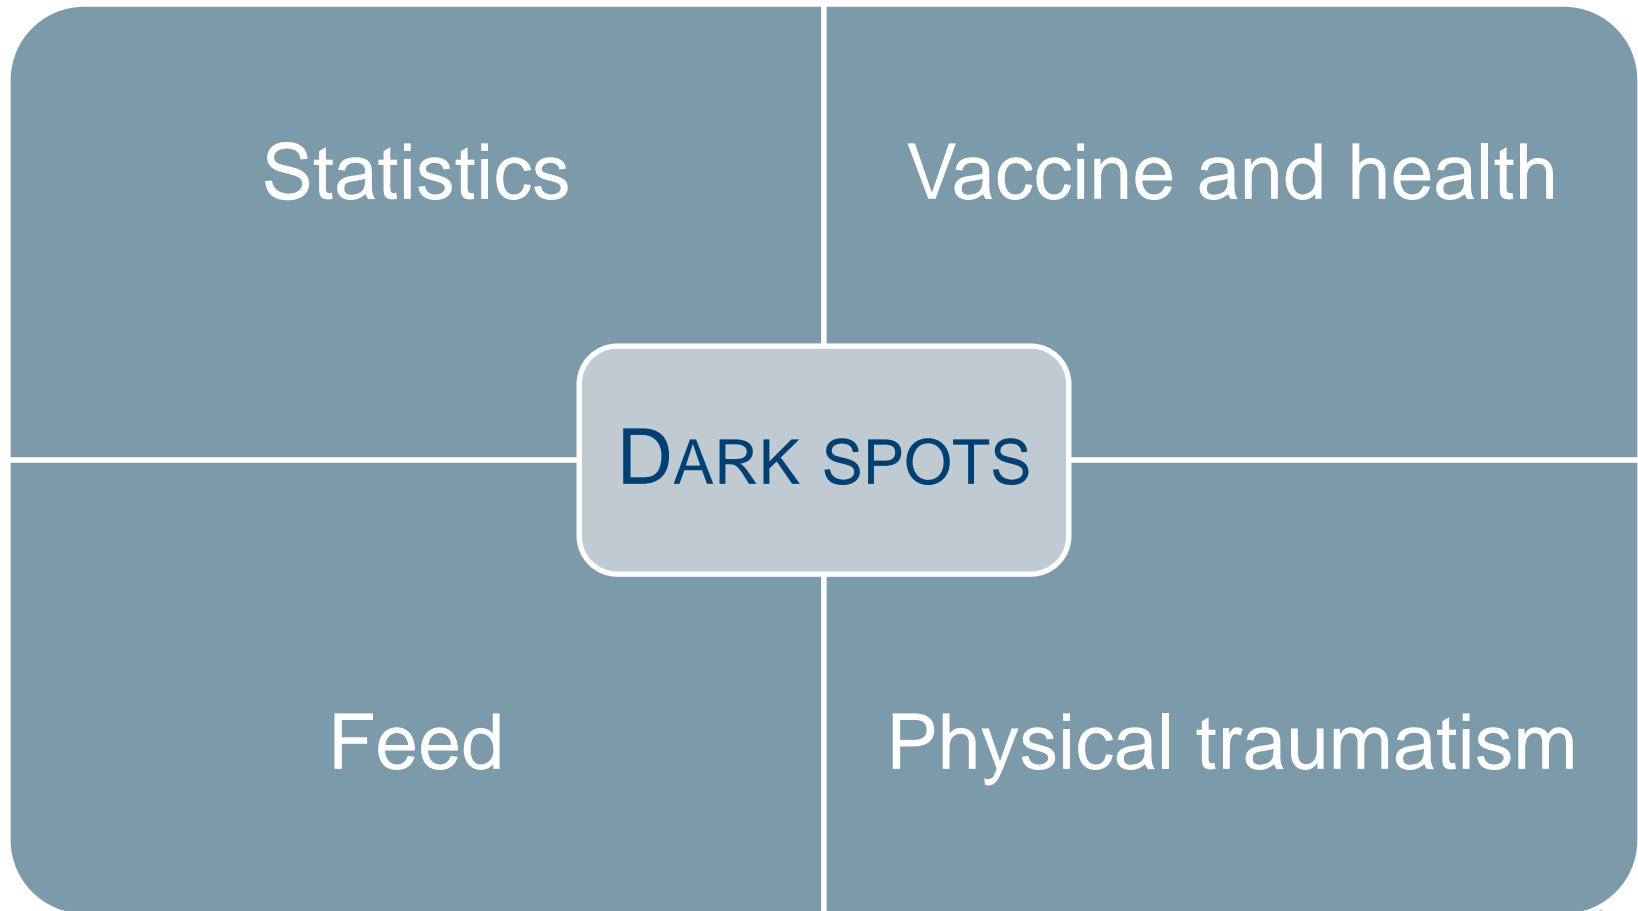 Statistics
Vaccine and health
DARK SPOTS
Feed
Physical traumatism